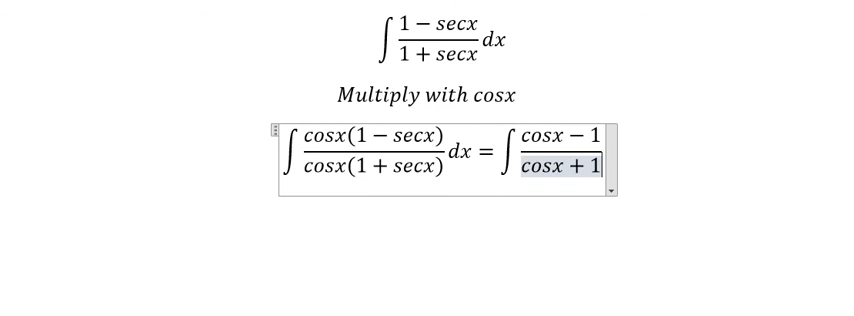 ∫ (1 − secx)/(1 + secx) dx
Multiply with cosx
∫ cosx(1 − secx)/cosx(1 + secx) dx = ∫ (cosx − 1)/(cosx + 1)